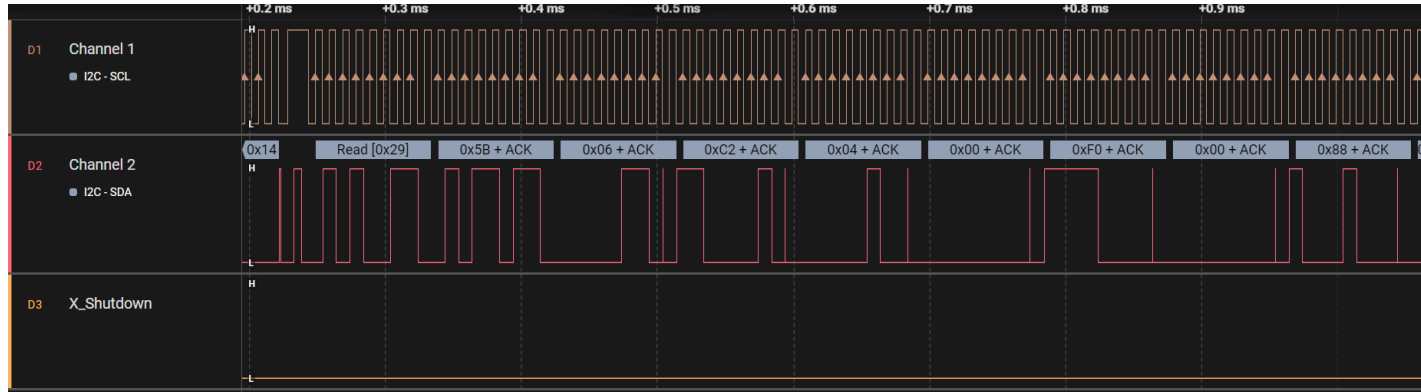 +0.2 ms +0.3 ms +0.4 ms +0.5 ms +0.6 ms +0.7 ms +0.8 ms +0.9 ms
D1 Channel 1 H
I2C - SCL
L
0x14 Read [0x29] 0x5B + ACK 0x06 + ACK 0xC2 + ACK 0x04 + ACK 0x00 + ACK 0xF0 + ACK 0x00 + ACK 0x88 + ACK
D2 Channel 2 H
I2C - SDA
L
H
D3 X_Shutdown
L